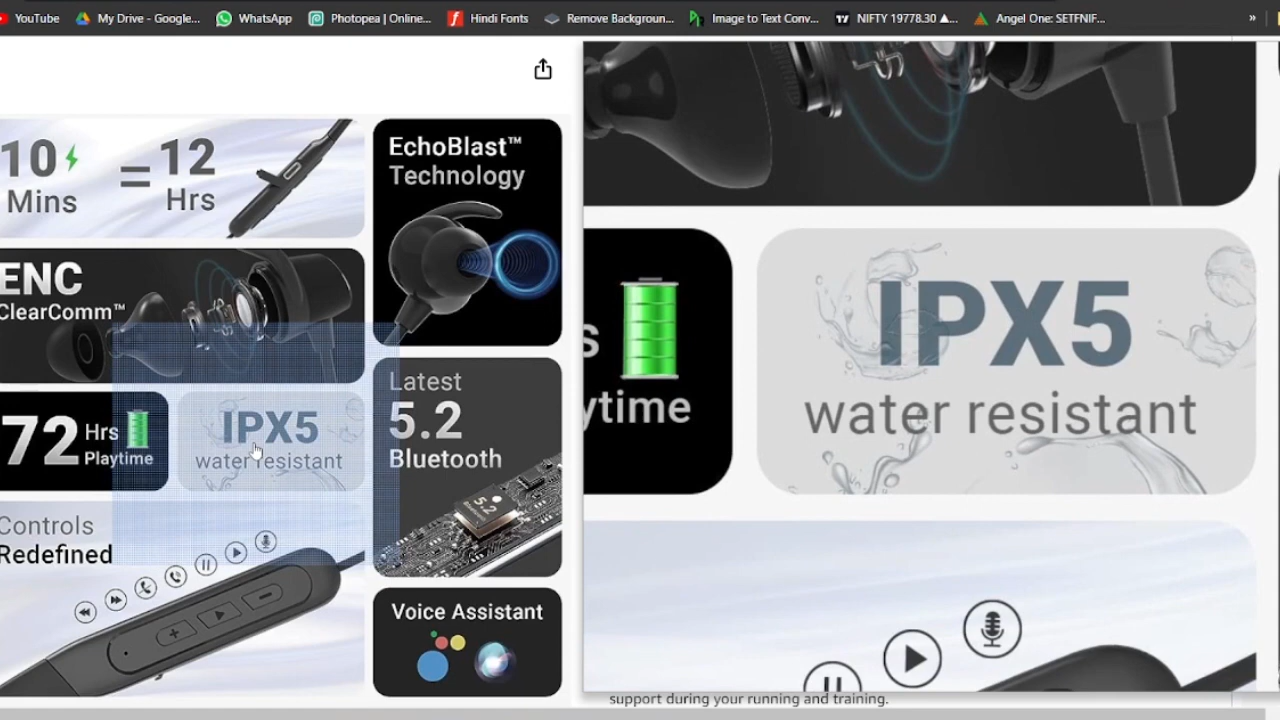 YouTube
My Drive - Google...
WhatsApp
Photopea | Online...
Hindi Fonts
Remove Backgroun...
Image to Text Conv...
NIFTY 19778.30 ▲...
Angel One: SETFNIF...
»
10 = 12
Mins Hrs
EchoBlast™
Technology
ENC
ClearComm™
72 Hrs
Playtime
IPX5
water resistant
Latest
5.2
Bluetooth
5.2
Controls
Redefined
Voice Assistant
s
ytime
IPX5
water resistant
support during your running and training.